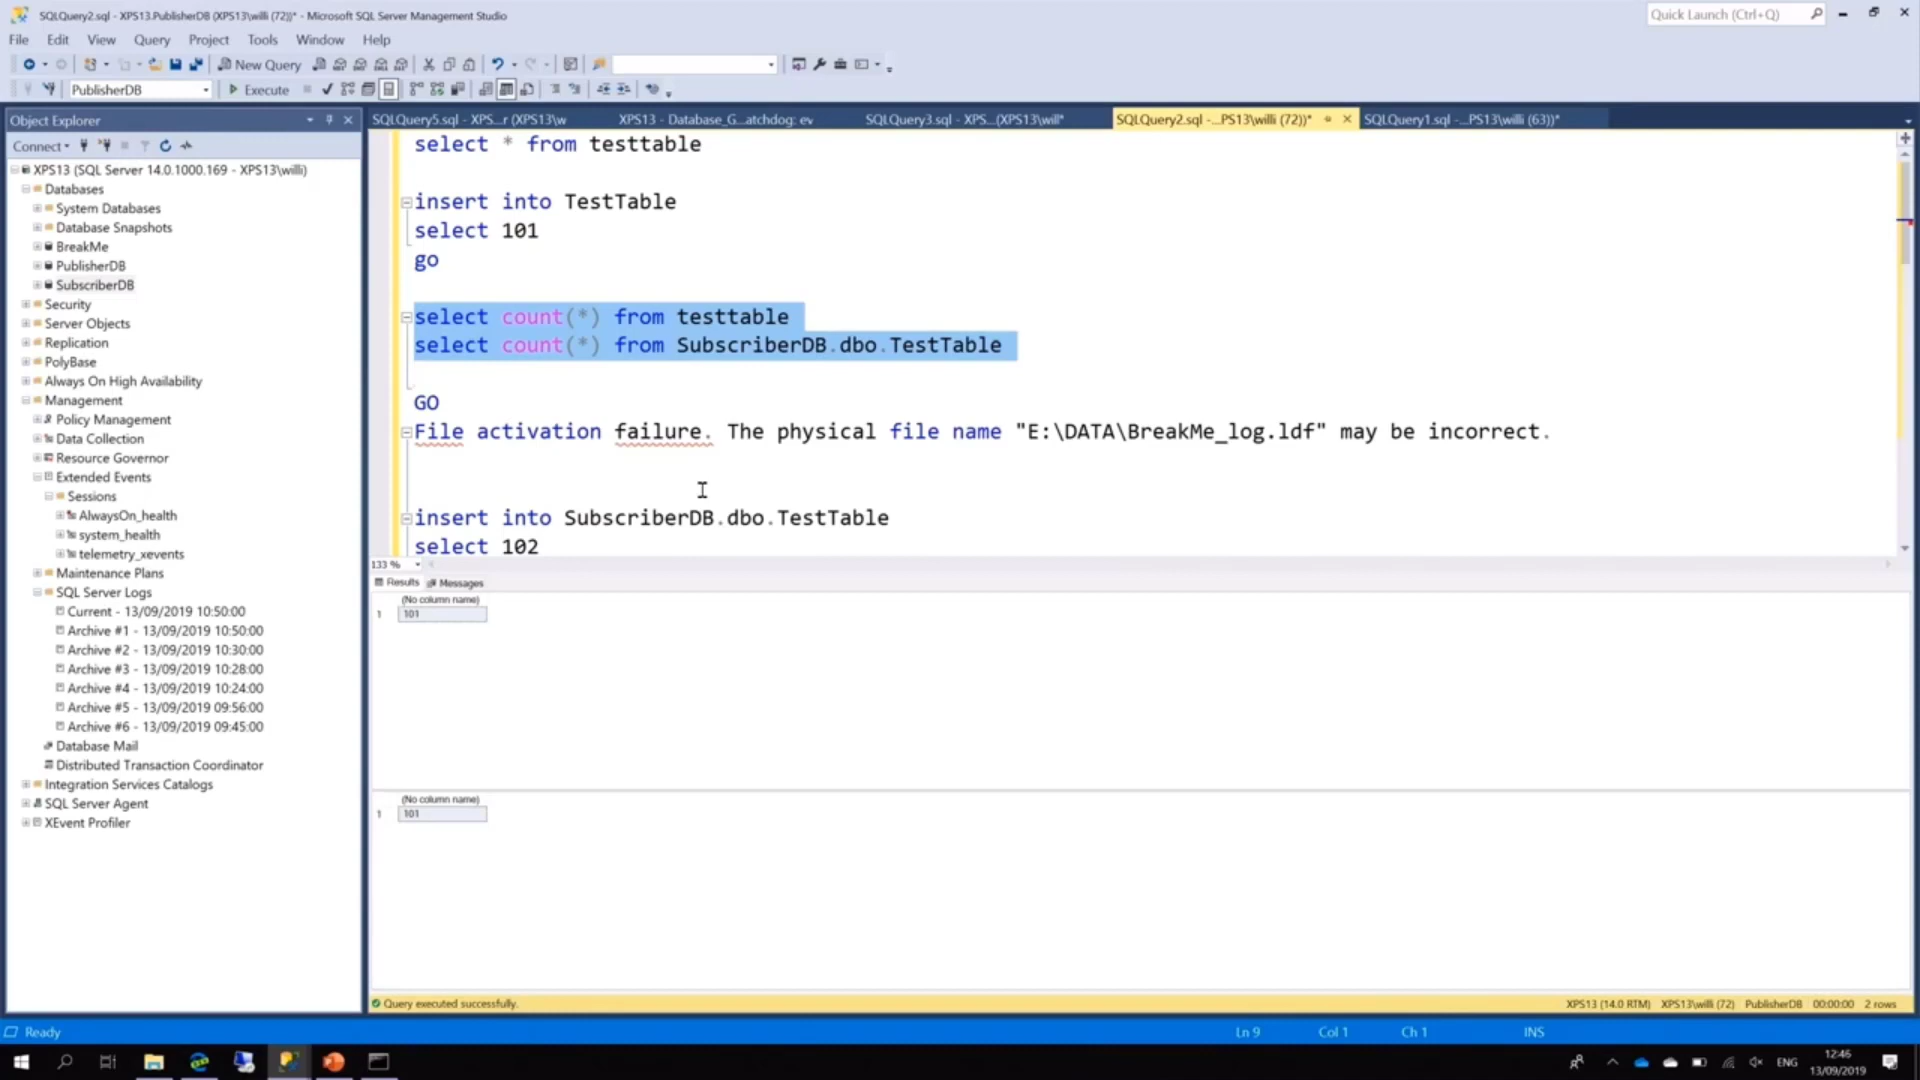 SQLQuery2.sql - XPS13.PublisherDB (XPS13\willi (72))* - Microsoft SQL Server Management Studio
Quick Launch (Ctrl+Q)
File Edit View Query Project Tools Window Help
New Query
PublisherDB
Execute
Object Explorer
SQLQuery5.sql - XPS...r (XPS13\w
XPS13 - Database_G...atchdog: ev
SQLQuery3.sql - XPS...(XPS13\will*
SQLQuery2.sql -...PS13\willi (72))*
SQLQuery1.sql -...PS13\willi (63))*
Connect
XPS13 (SQL Server 14.0.1000.169 - XPS13\willi)
Databases
System Databases
Database Snapshots
BreakMe
PublisherDB
SubscriberDB
Security
Server Objects
Replication
PolyBase
Always On High Availability
Management
Policy Management
Data Collection
Resource Governor
Extended Events
Sessions
AlwaysOn_health
system_health
telemetry_xevents
Maintenance Plans
SQL Server Logs
Current - 13/09/2019 10:50:00
Archive #1 - 13/09/2019 10:50:00
Archive #2 - 13/09/2019 10:30:00
Archive #3 - 13/09/2019 10:28:00
Archive #4 - 13/09/2019 10:24:00
Archive #5 - 13/09/2019 09:56:00
Archive #6 - 13/09/2019 09:45:00
Database Mail
Distributed Transaction Coordinator
Integration Services Catalogs
SQL Server Agent
XEvent Profiler
select * from testtable
insert into TestTable
select 101
go
select count(*) from testtable
select count(*) from SubscriberDB.dbo.TestTable
GO
File activation failure. The physical file name "E:\DATA\BreakMe_log.ldf" may be incorrect.
insert into SubscriberDB.dbo.TestTable
select 102
133 %
Results Messages
(No column name)
1 101
(No column name)
1 101
Query executed successfully.
XPS13 (14.0 RTM) XPS13\willi (72) PublisherDB 00:00:00 2 rows
Ready
Ln 9 Col 1 Ch 1 INS
ENG
12:46
13/09/2019